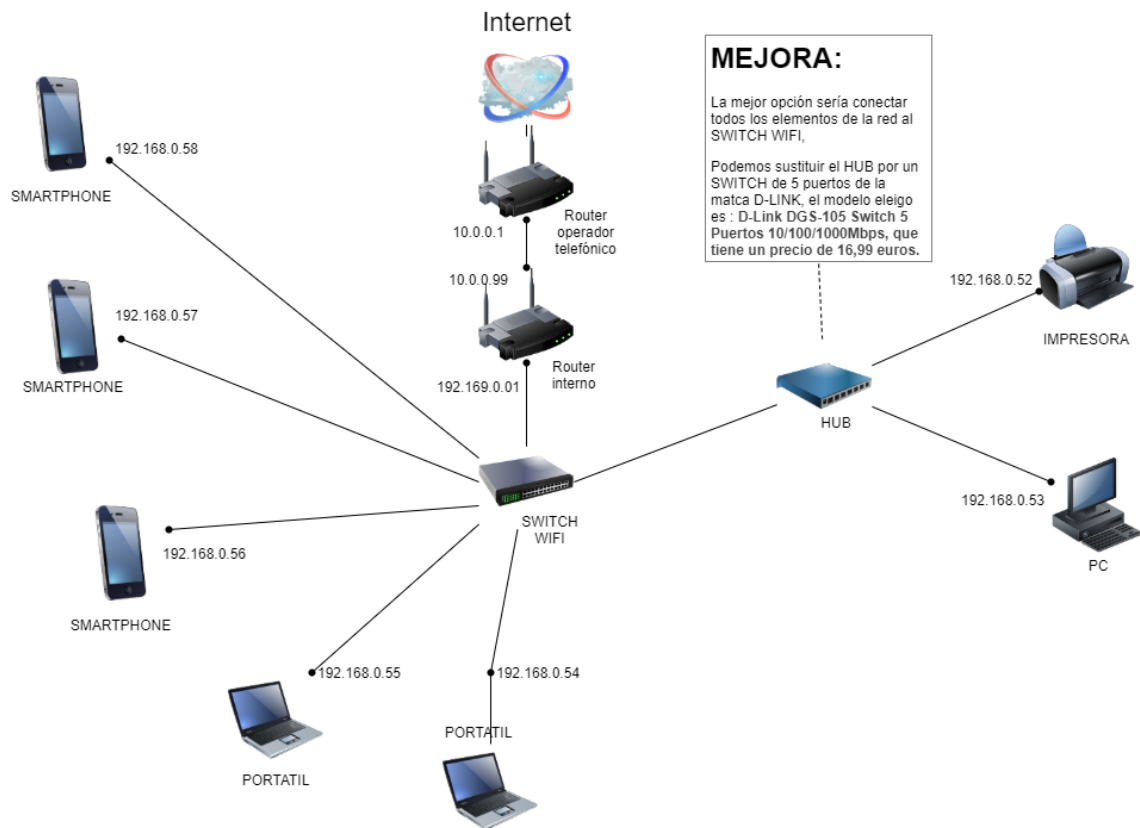 Internet
MEJORA:
La mejor opción sería conectar
todos los elementos de la red al
SWITCH WIFI,
Podemos sustituir el HUB por un
SWITCH de 5 puertos de la
matca D-LINK, el modelo eleigo
es : D-Link DGS-105 Switch 5
Puertos 10/100/1000Mbps, que
tiene un precio de 16,99 euros.
192.168.0.58
SMARTPHONE
Router
operador
telefónico
10.0.0.1
10.0.0.99
192.168.0.52
192.168.0.57
IMPRESORA
Router
interno
SMARTPHONE
192.169.0.01
HUB
192.168.0.53
SWITCH
WIFI
192.168.0.56
PC
SMARTPHONE
192.168.0.55
192.168.0.54
PORTATIL
PORTATIL